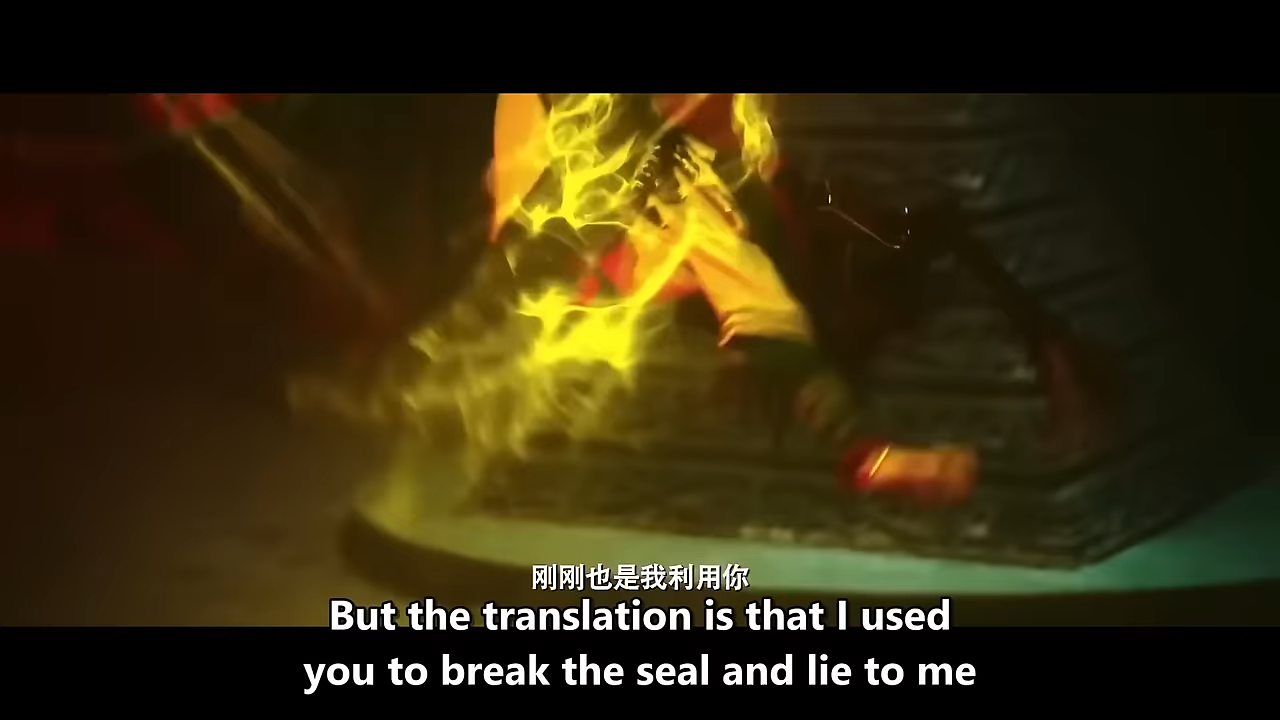 刚刚也是我利用你
But the translation is that I used
you to break the seal and lie to me